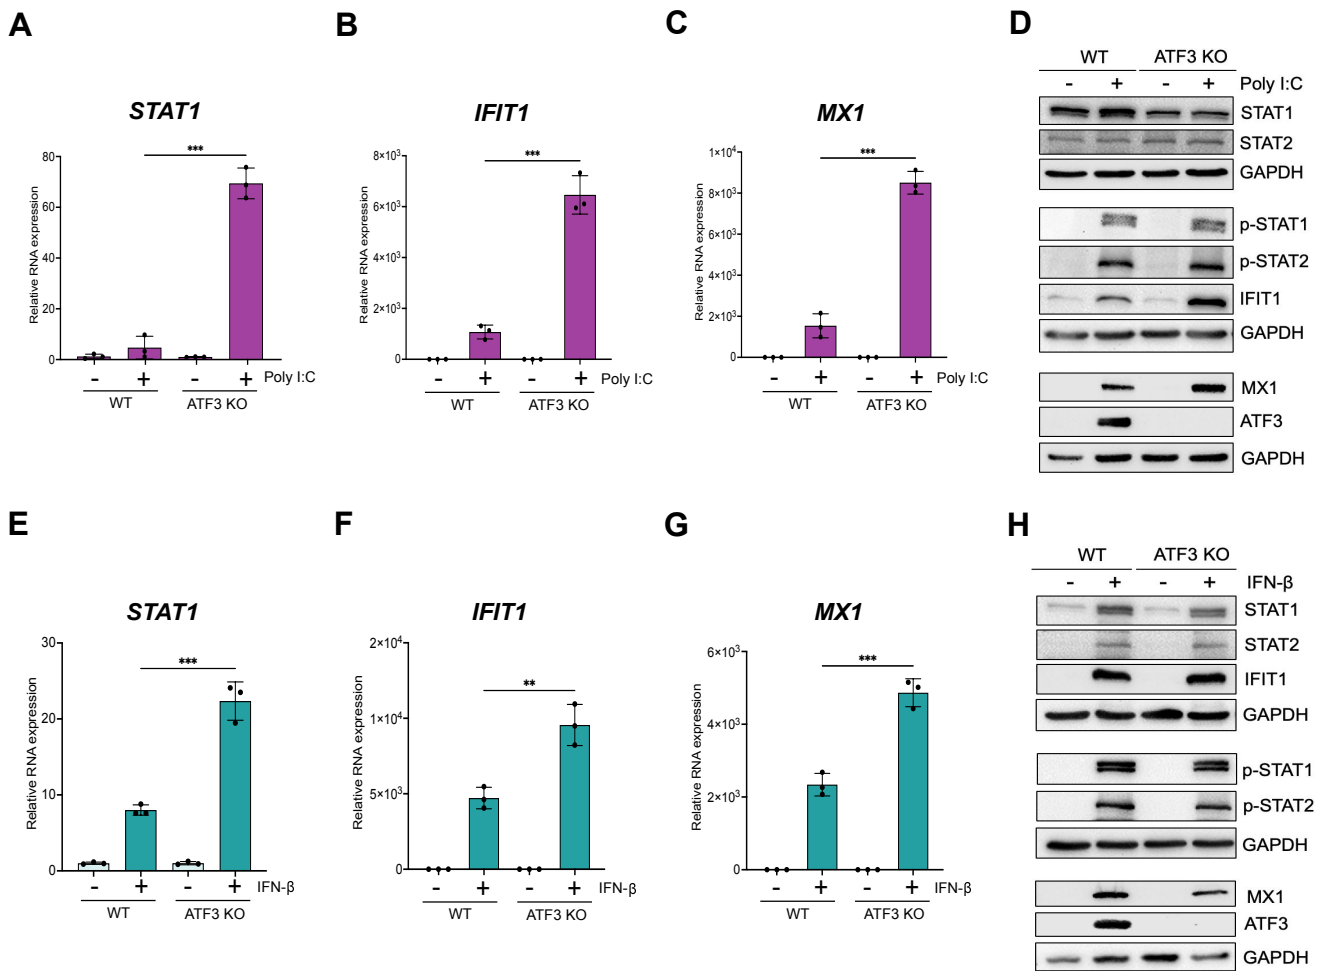 A
B
C
D
WT ATF3 KO
- + - + Poly I:C
STAT1
STAT2
GAPDH
p-STAT1
p-STAT2
IFIT1
GAPDH
MX1
ATF3
GAPDH
STAT1
Relative RNA expression
80
60
40
20
0
***
- + - + Poly I:C
WT ATF3 KO
IFIT1
Relative RNA expression
8×10³
6×10³
4×10³
2×10³
0
***
- + - + Poly I:C
WT ATF3 KO
MX1
Relative RNA expression
1×10⁴
8×10³
6×10³
4×10³
2×10³
0
***
- + - + Poly I:C
WT ATF3 KO
E
F
G
H
STAT1
Relative RNA expression
30
20
10
0
***
- + - + IFN-β
WT ATF3 KO
IFIT1
Relative RNA expression
2×10⁴
1×10⁴
5×10³
0
**
- + - + IFN-β
WT ATF3 KO
MX1
Relative RNA expression
6×10³
4×10³
2×10³
0
***
- + - + IFN-β
WT ATF3 KO
WT ATF3 KO
- + - + IFN-β
STAT1
STAT2
IFIT1
GAPDH
p-STAT1
p-STAT2
GAPDH
MX1
ATF3
GAPDH